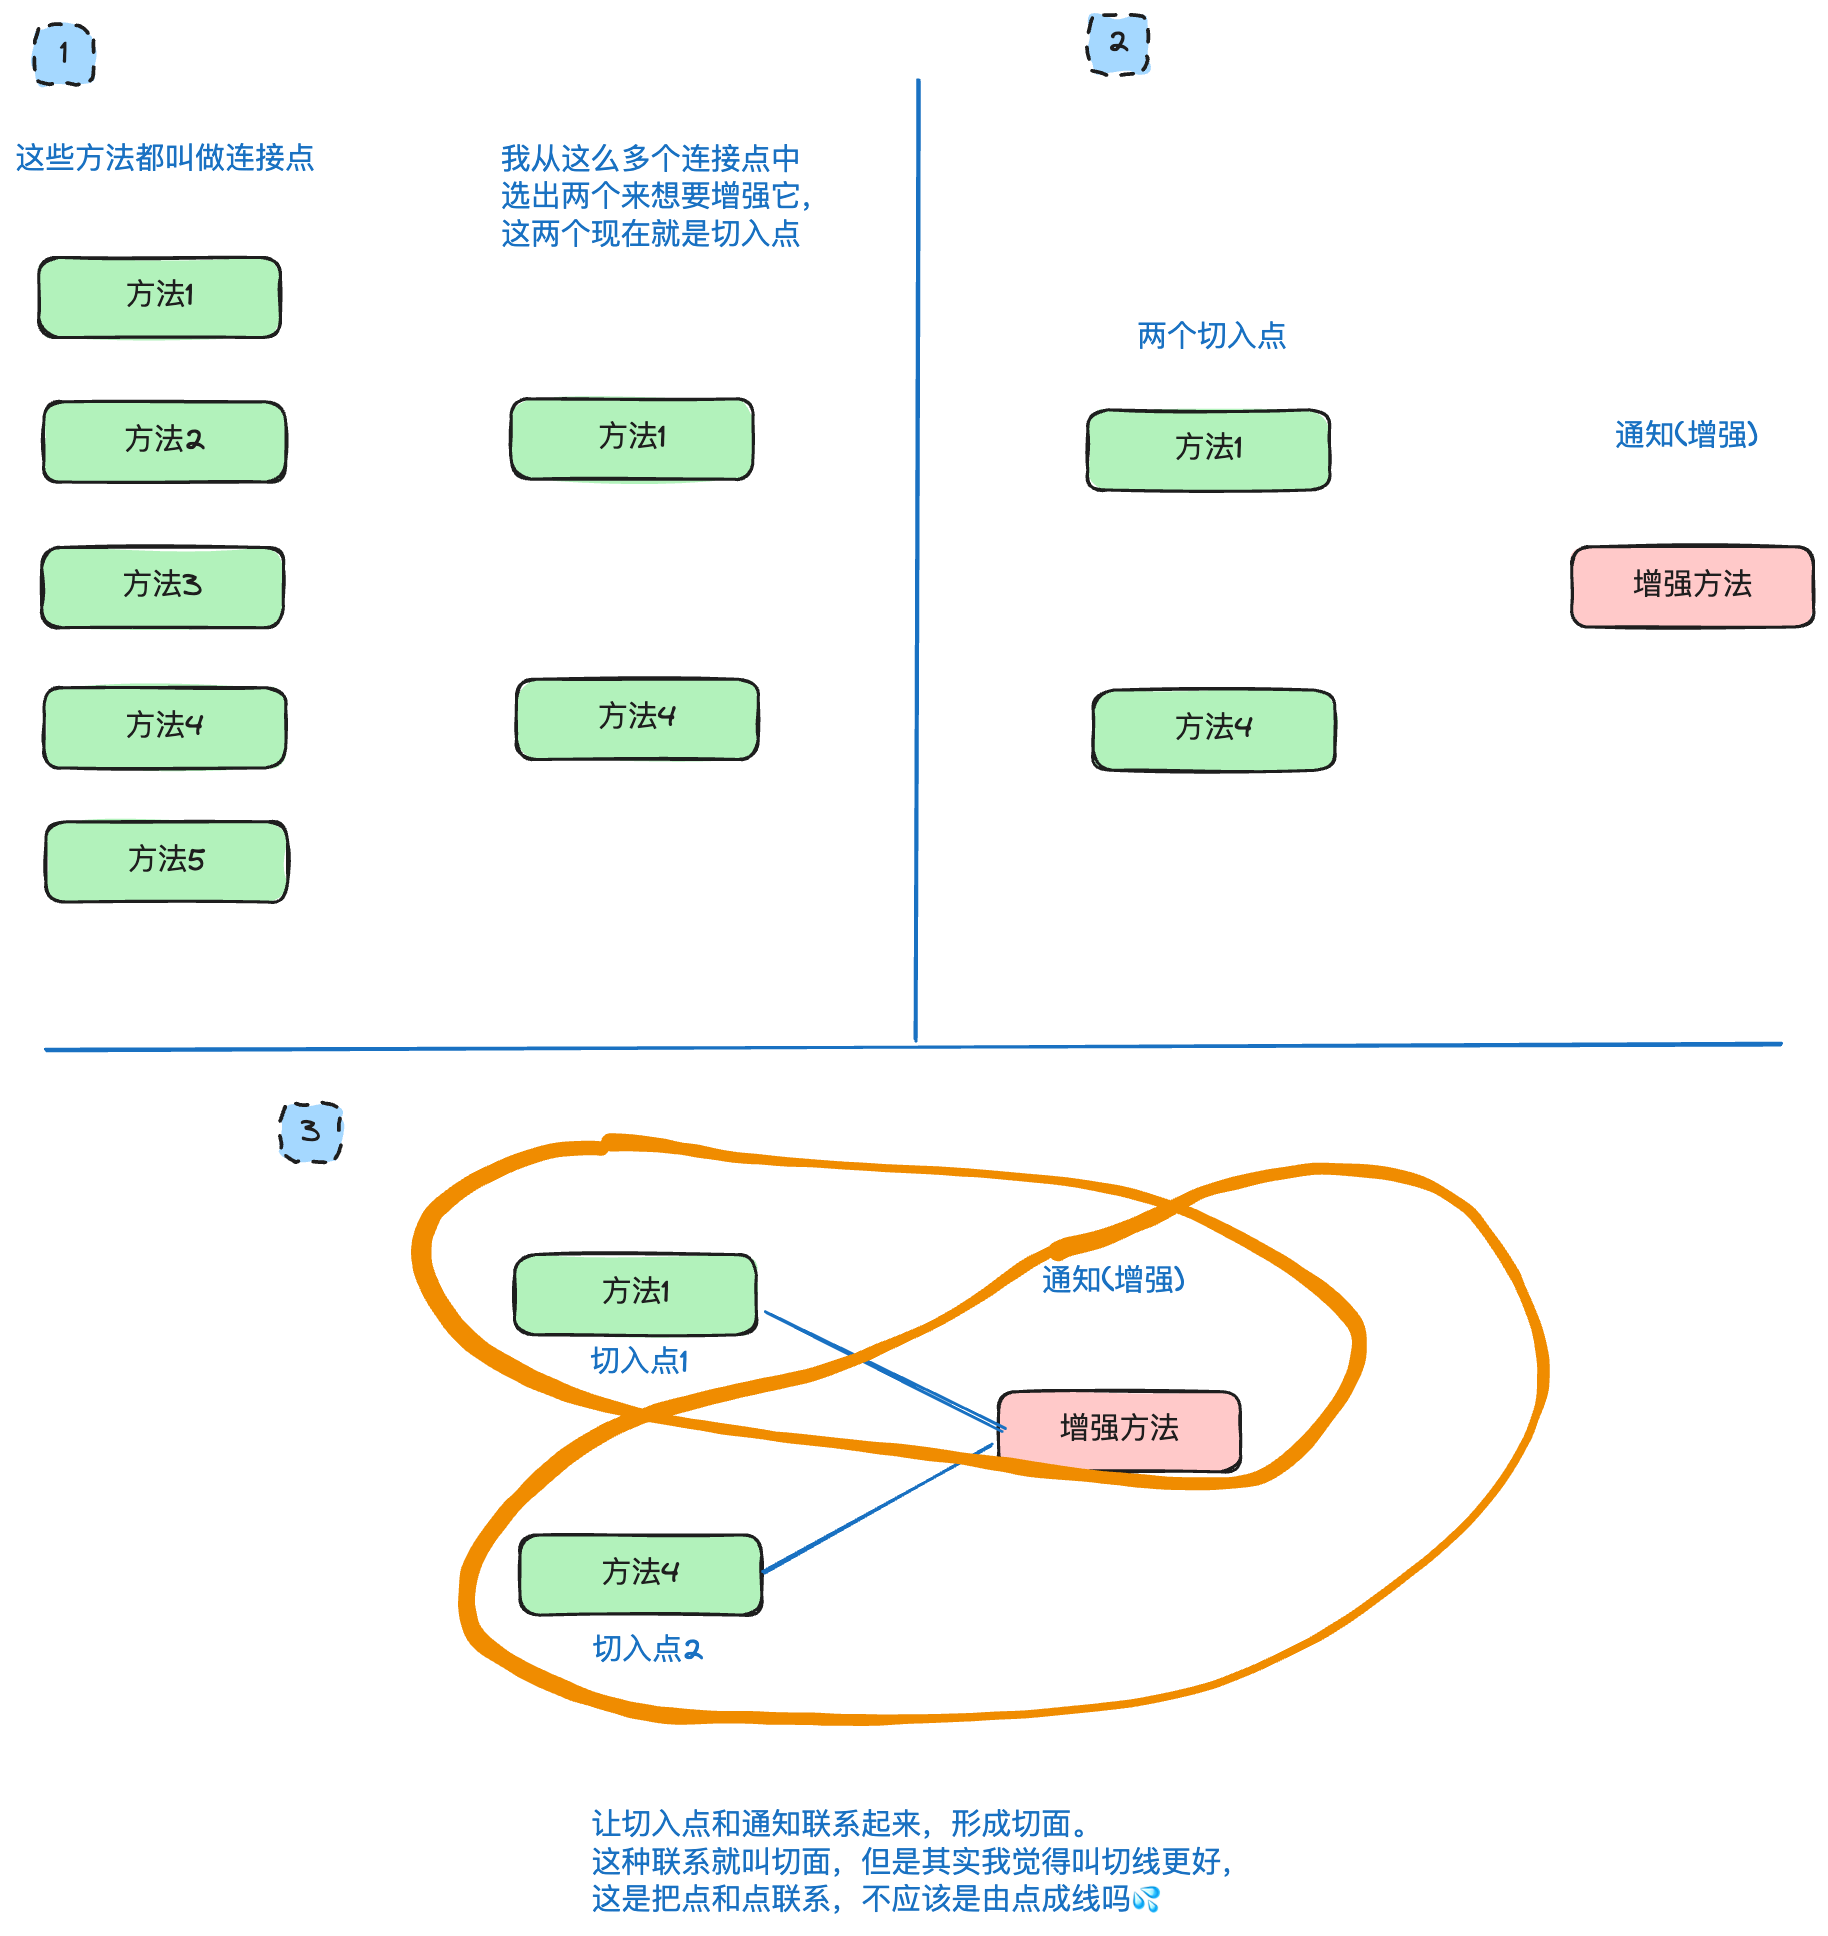 1
这些方法都叫做连接点
方法1
方法2
方法3
方法4
方法5
我从这么多个连接点中
选出两个来想要增强它，
这两个现在就是切入点
方法1
方法4
2
两个切入点
方法1
方法4
通知(增强)
增强方法
3
方法1
切入点1
通知(增强)
增强方法
方法4
切入点2
让切入点和通知联系起来，形成切面。
这种联系就叫切面，但是其实我觉得叫切线更好，
这是把点和点联系，不应该是由点成线吗💦